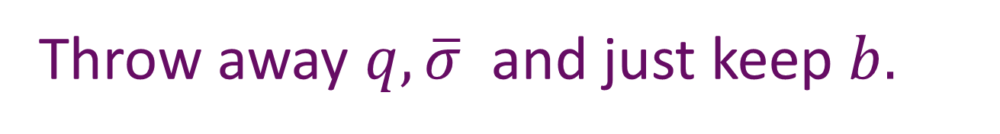 Throw away q, σ̄ and just keep b.